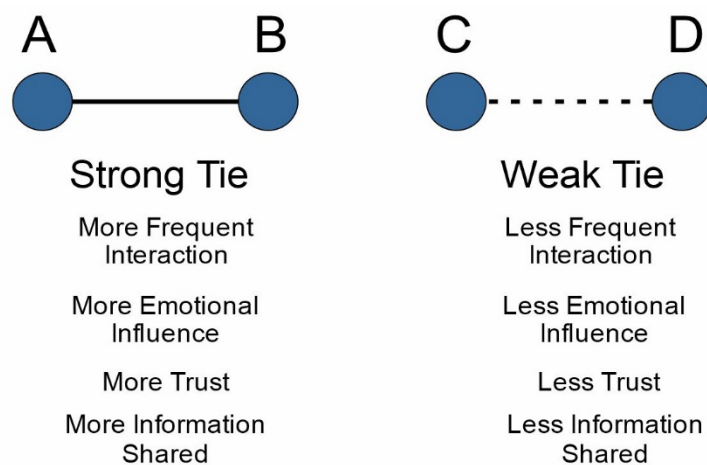 A B C D
Strong Tie
More Frequent
Interaction
More Emotional
Influence
More Trust
More Information
Shared
Weak Tie
Less Frequent
Interaction
Less Emotional
Influence
Less Trust
Less Information
Shared